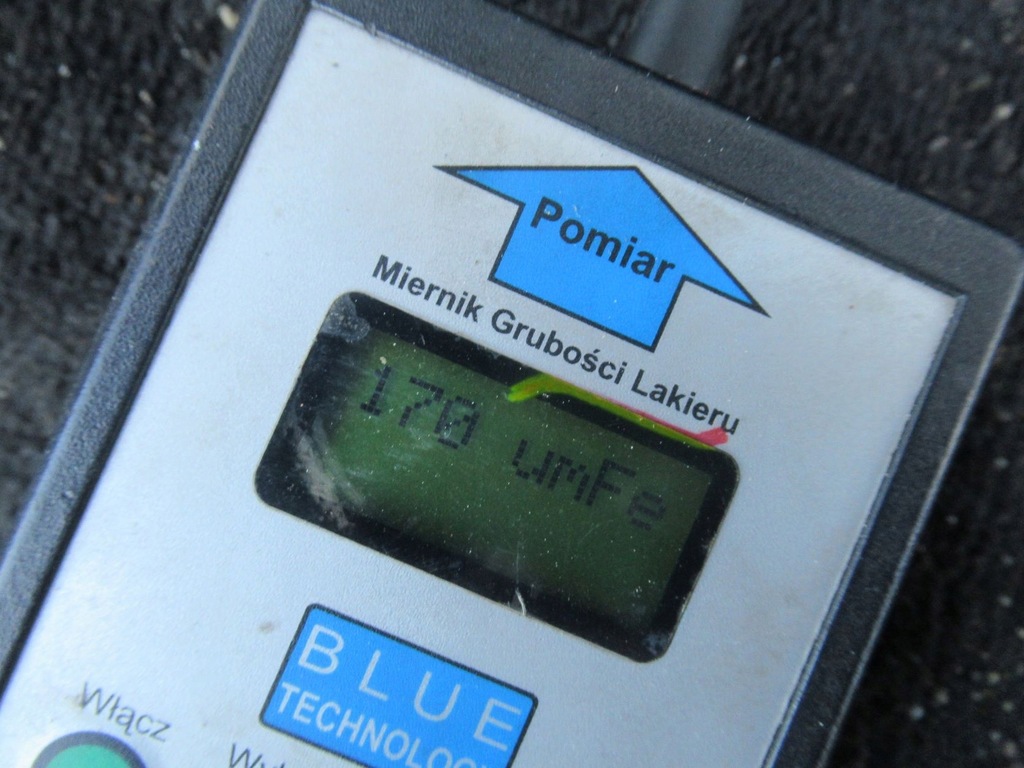 Pomiar
Miernik Grubości Lakieru
170 umFe
BLUE
Włącz